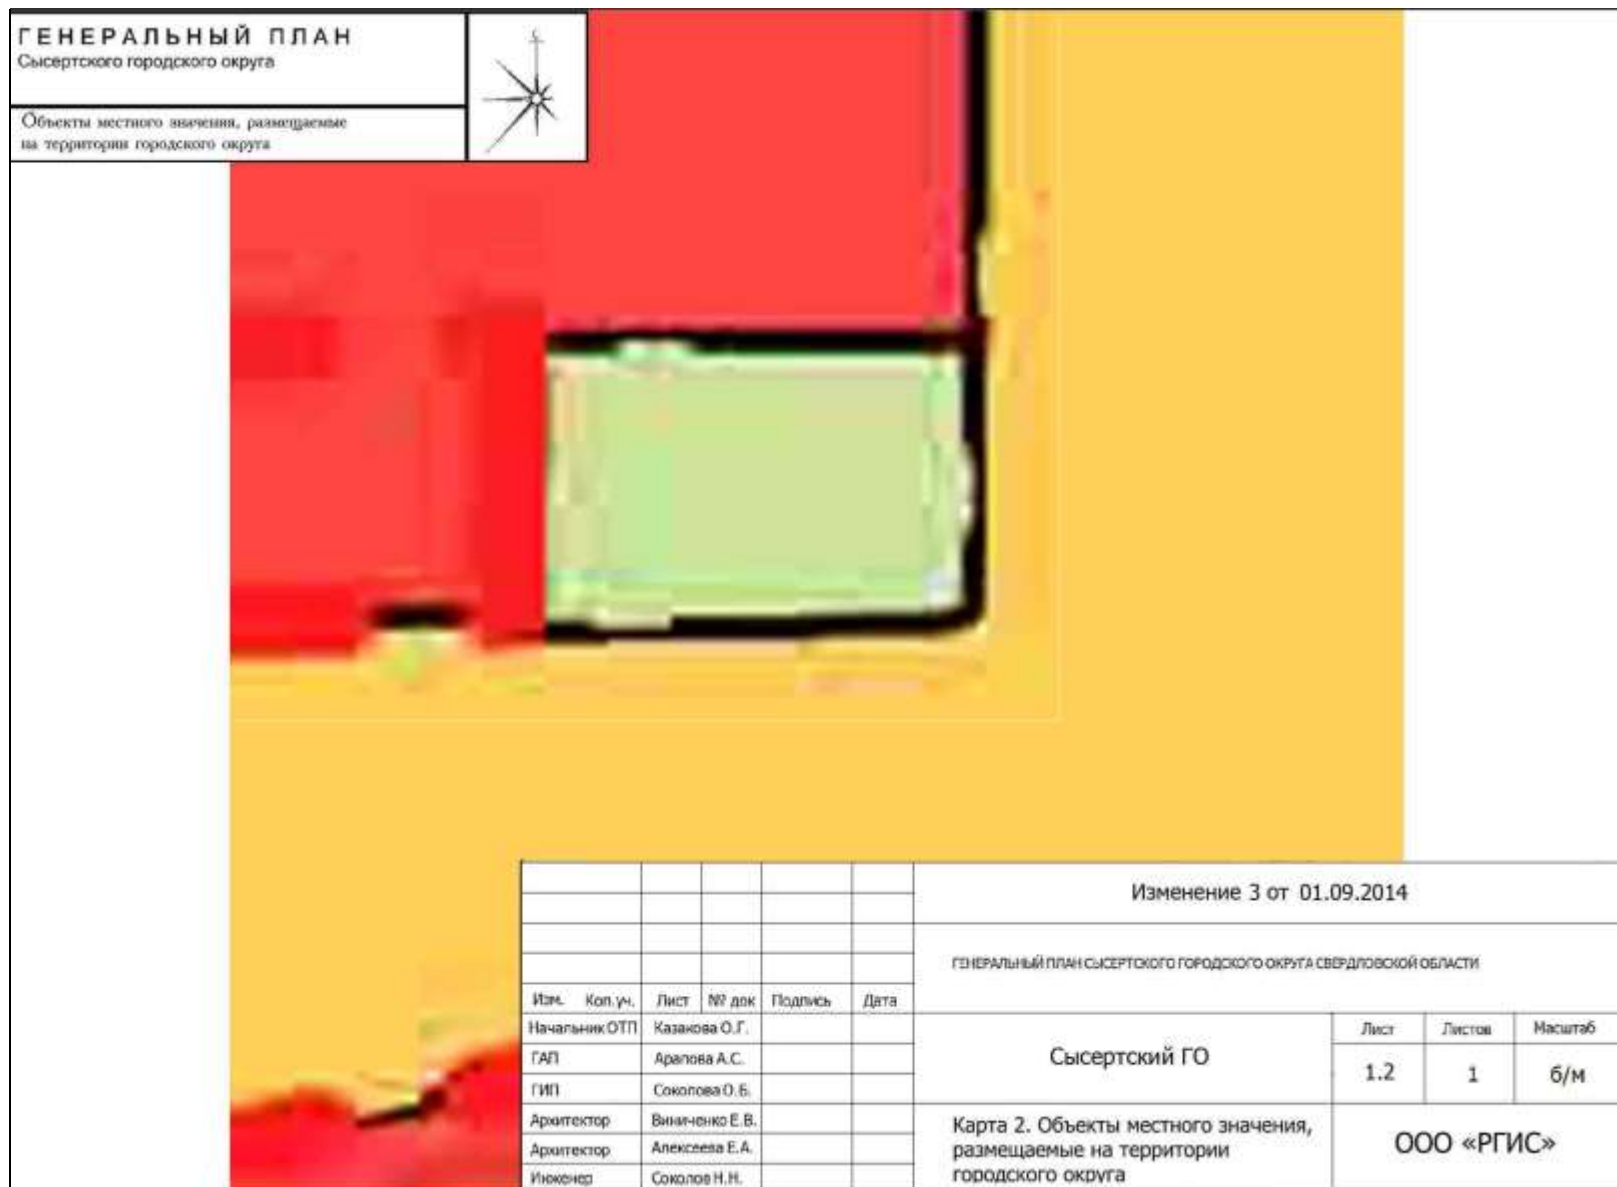 ГЕНЕРАЛЬНЫЙ ПЛАН
Сысертского городского округа
Объекты местного значения, размещаемые
на территории городского округа
С
Изменение 3 от 01.09.2014
ГЕНЕРАЛЬНЫЙ ПЛАН СЫСЕРТСКОГО ГОРОДСКОГО ОКРУГА СВЕРДЛОВСКОЙ ОБЛАСТИ
Изм. Кол.уч. Лист № док Подпись Дата
Начальник ОТП Казакова О.Г.
ГАП Арапова А.С.
ГИП Соколова О.Б.
Архитектор Виниченко Е.В.
Архитектор Алексеева Е.А.
Инженер Соколов Н.Н.
Сысертский ГО
Лист Листов Масштаб
1.2 1 б/м
Карта 2. Объекты местного значения,
размещаемые на территории
городского округа
ООО «РГИС»